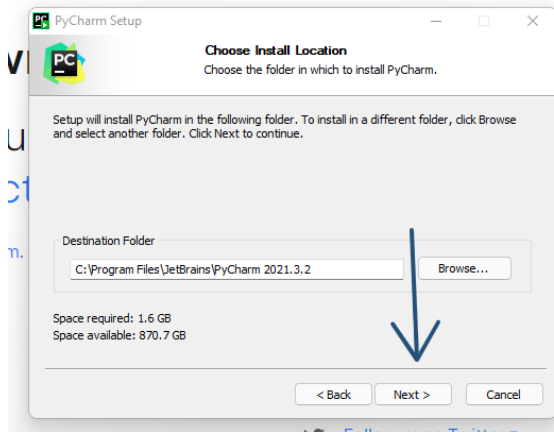 PyCharm Setup
Choose Install Location
Choose the folder in which to install PyCharm.
Setup will install PyCharm in the following folder. To install in a different folder, click Browse
and select another folder. Click Next to continue.
m.
Destination Folder
C:\Program Files\JetBrains\PyCharm 2021.3.2
Browse...
Space required: 1.6 GB
Space available: 870.7 GB
< Back
Next >
Cancel